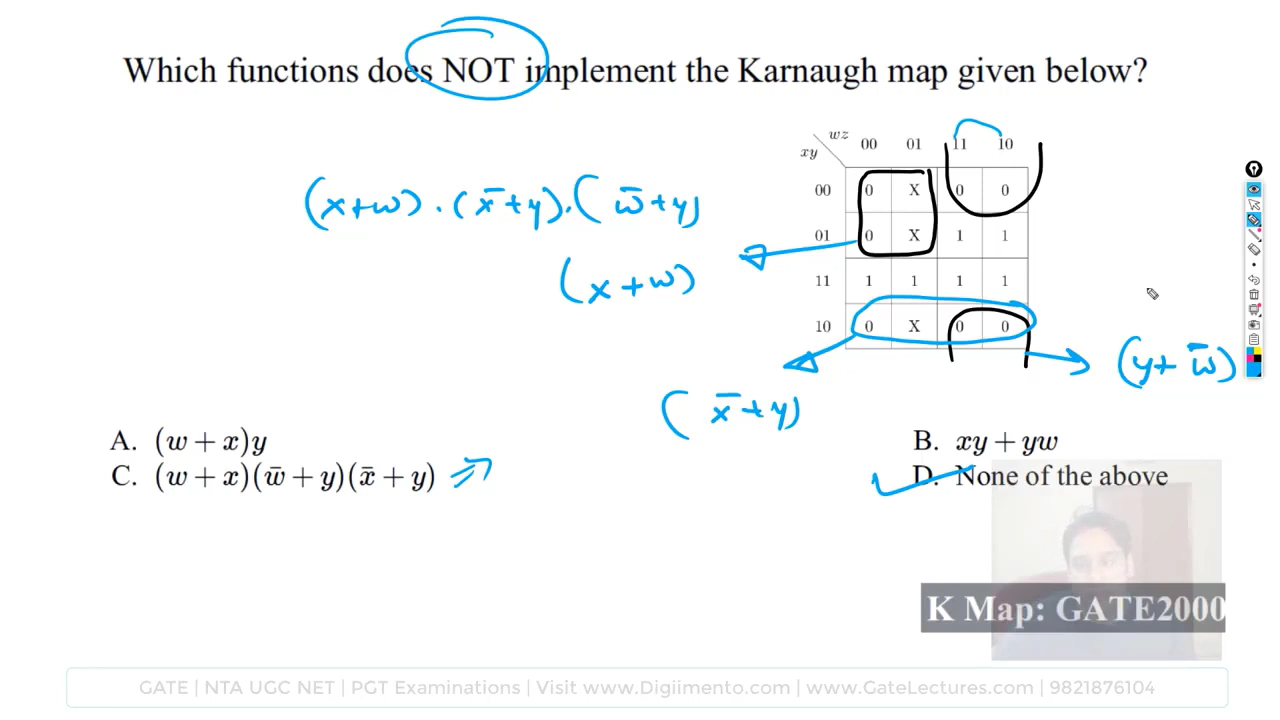 Which functions does NOT implement the Karnaugh map given below?
wz
xy
00 01 11 10
00 0 X 0 0
01 0 X 1 1
11 1 1 1 1
10 0 X 0 0
(x+w) . (x̄+y) . (w̄+y)
(x+w)
(x̄+y)
(y+w̄)
A. (w + x)y
B. xy + yw
C. (w + x)(w̄ + y)(x̄ + y)
D. None of the above
K Map: GATE2000
GATE | NTA UGC NET | PGT Examinations | Visit www.Digiimento.com | www.GateLectures.com | 9821876104